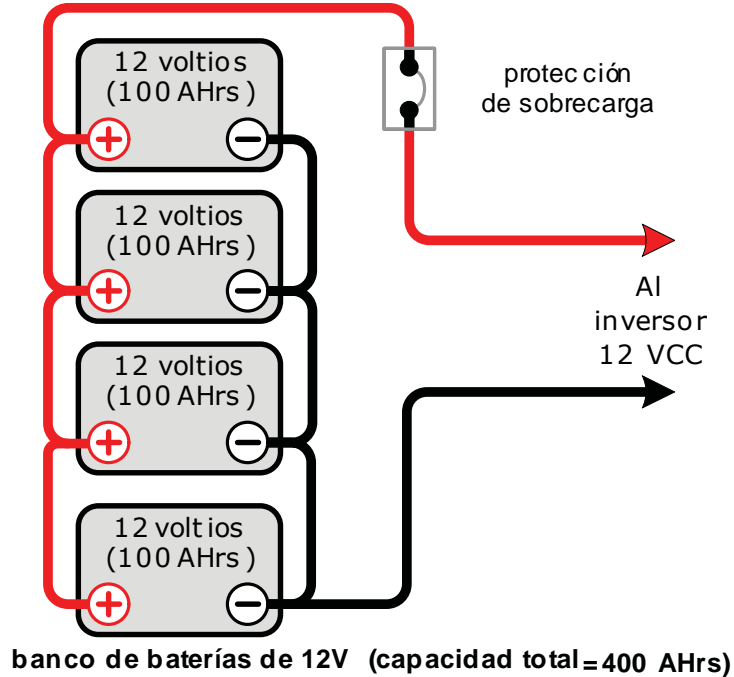 12 voltios
(100 AHrs)
+ −
protección
de sobrecarga
12 voltios
(100 AHrs)
+ −
Al
inversor
12 VCC
12 voltios
(100 AHrs)
+ −
12 voltios
(100 AHrs)
+ −
banco de baterías de 12V (capacidad total = 400 AHrs)